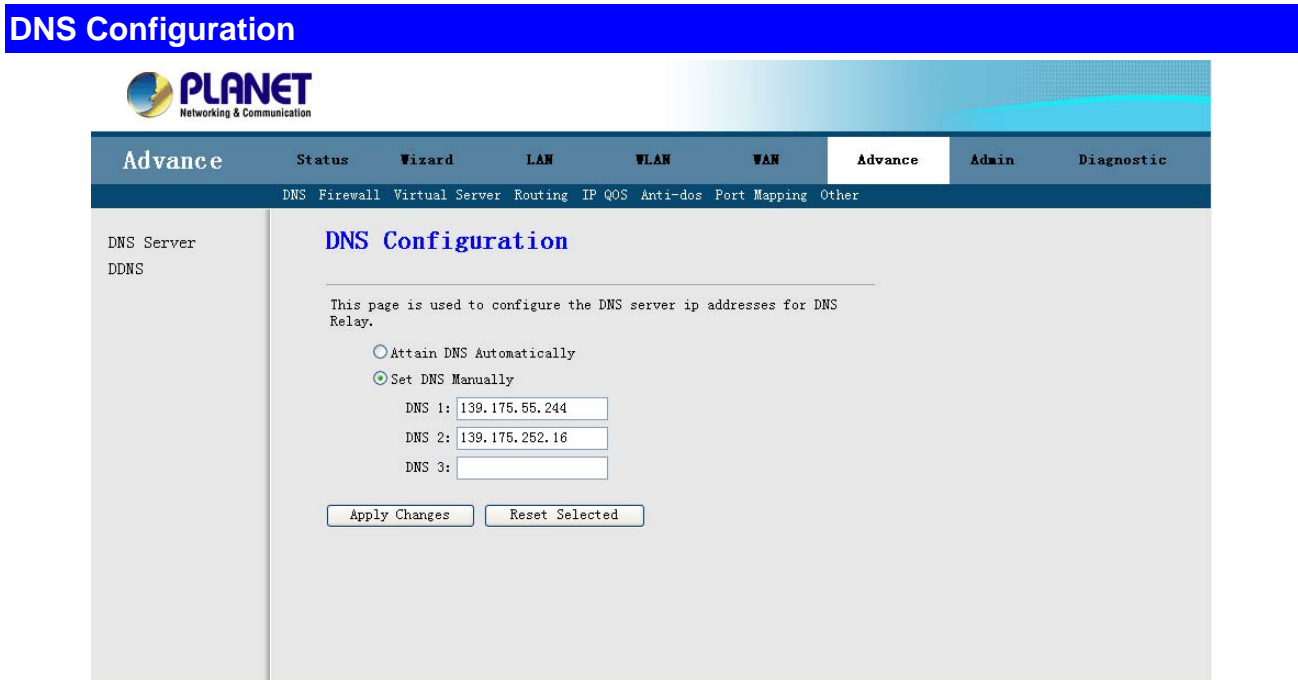 DNS Configuration
PLANET
Networking & Communication
Advance
Status Wizard LAN WLAN WAN Advance Admin Diagnostic
DNS Firewall Virtual Server Routing IP QOS Anti-dos Port Mapping Other
DNS Server
DDNS
DNS Configuration
This page is used to configure the DNS server ip addresses for DNS
Relay.
Attain DNS Automatically
Set DNS Manually
DNS 1: 139.175.55.244
DNS 2: 139.175.252.16
DNS 3:
Apply Changes Reset Selected